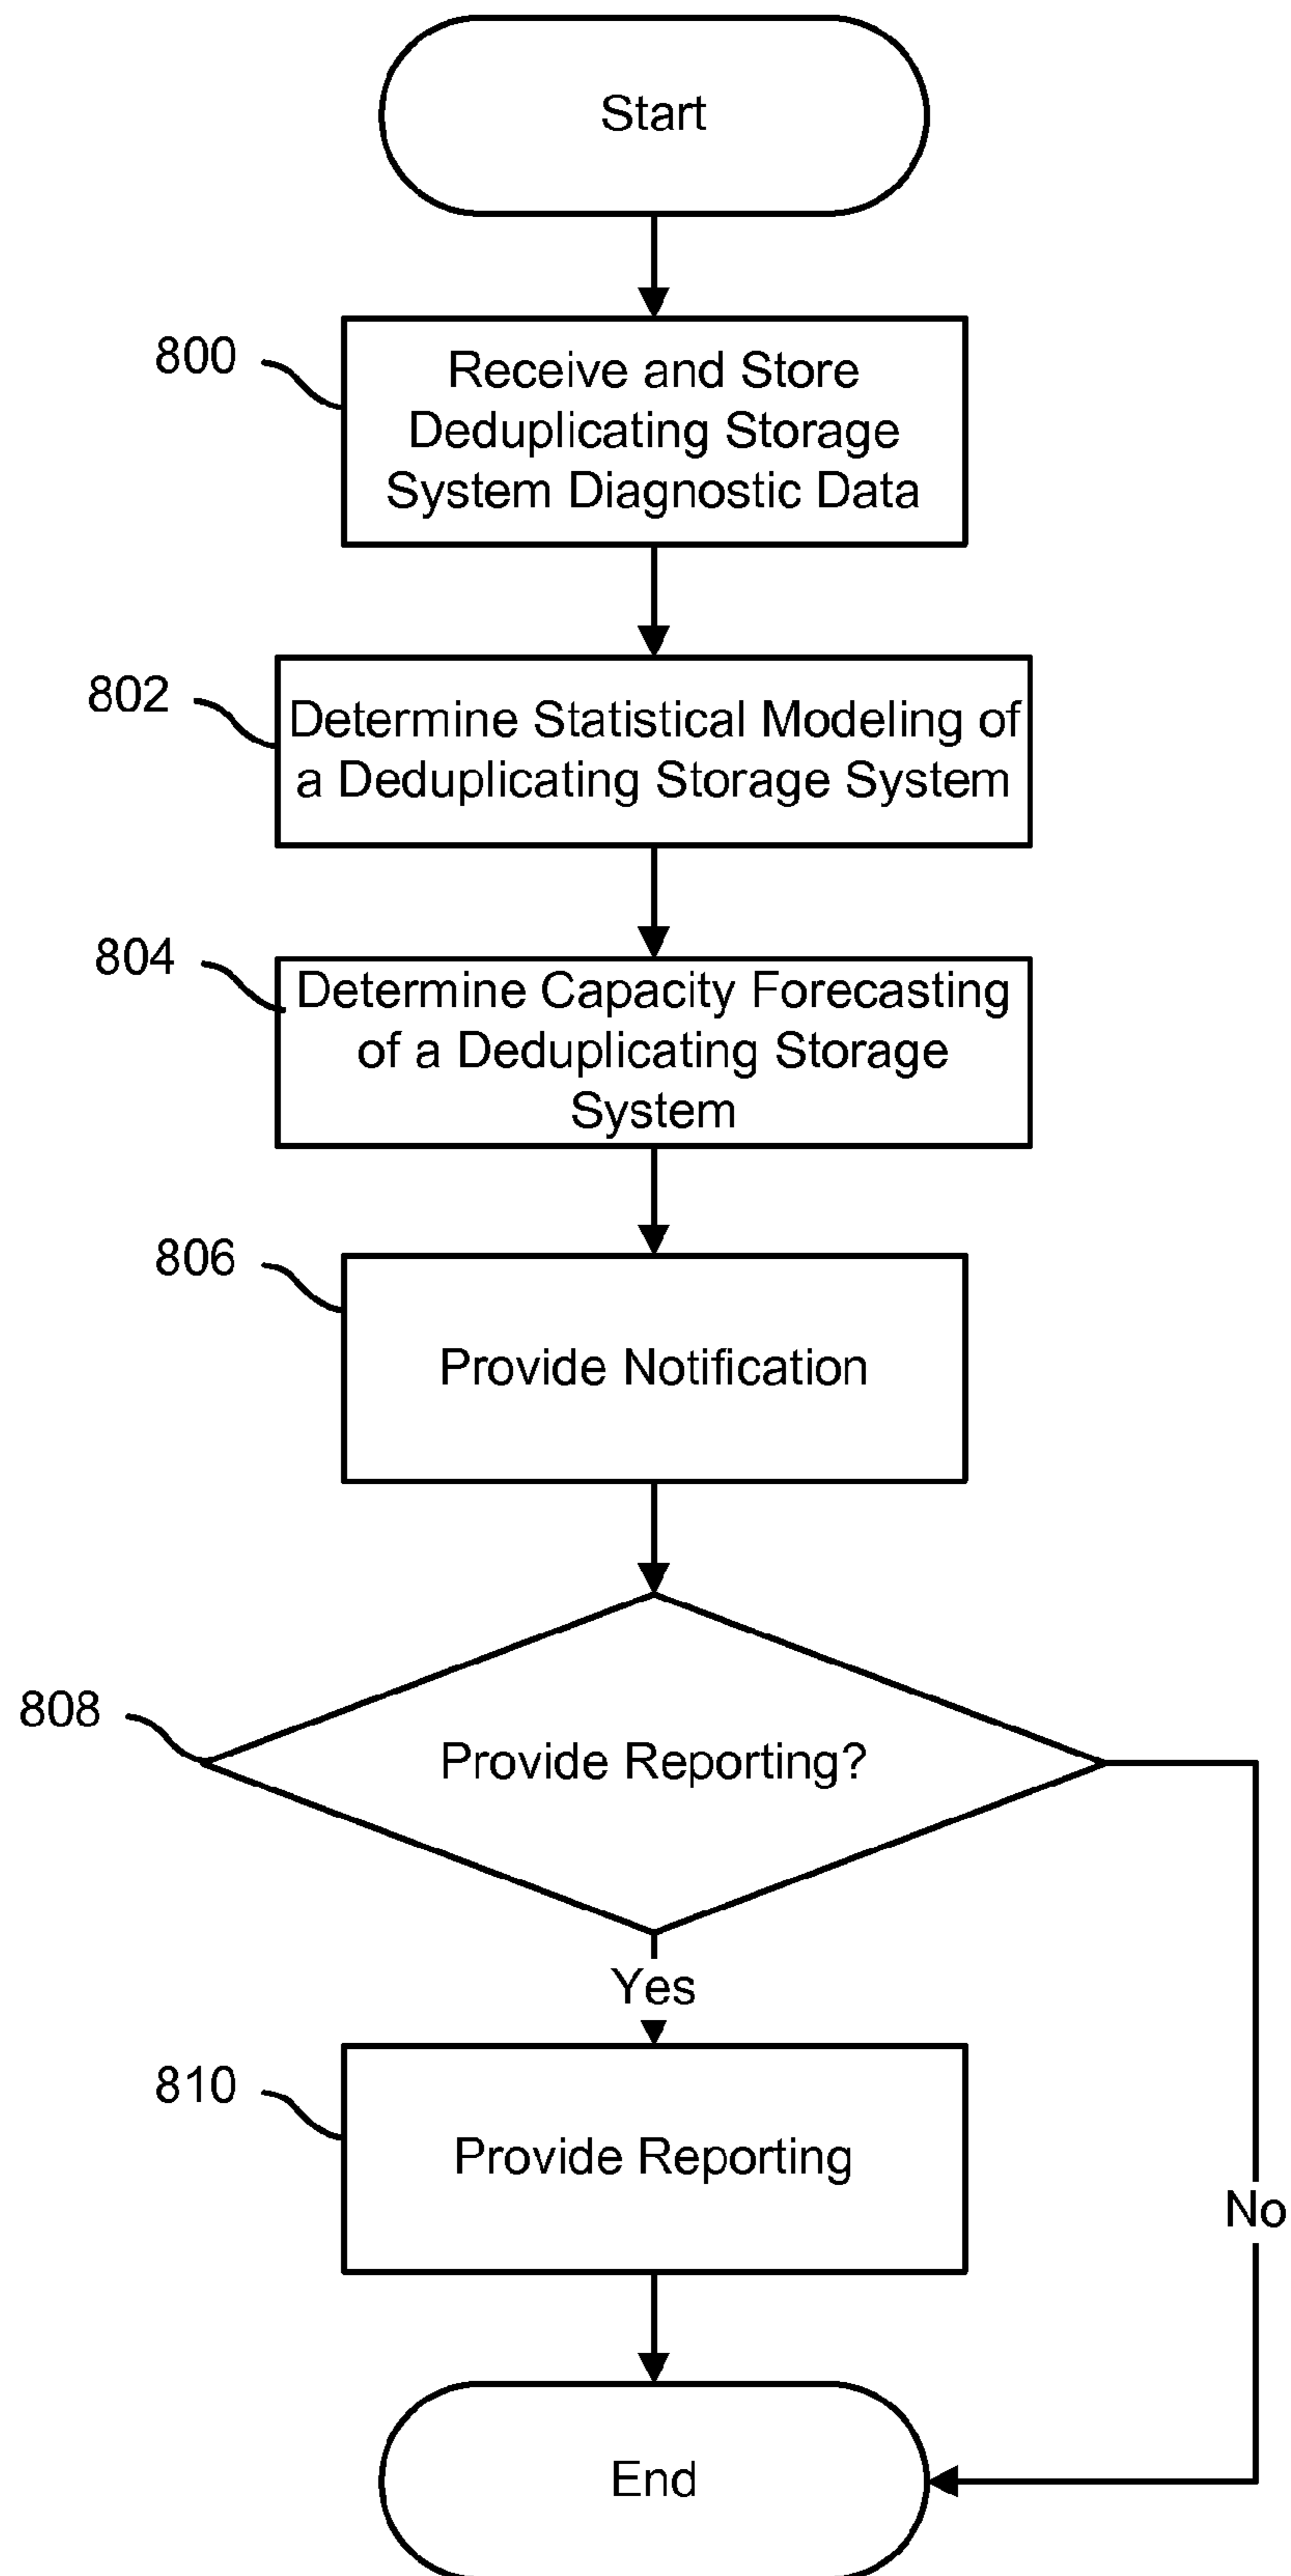 Start
800
Receive and Store
Deduplicating Storage
System Diagnostic Data
802
Determine Statistical Modeling of
a Deduplicating Storage System
804
Determine Capacity Forecasting
of a Deduplicating Storage
System
806
Provide Notification
808
Provide Reporting?
Yes
810
Provide Reporting
No
End